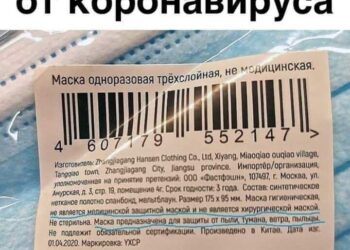 от коронавируса
Маска одноразовая трёхслойная, не медицинская,
4 607179 552147
Изготовитель: Zhangjiagang Hansen Clothing Co., Ltd, Xiyang, Miaoqiao ouqiao village,
Tangqiao town, Zhangjiagang City, Jiangsu province. Импортёр/организация,
уполномоченная на принятие претензий: ООО «Фастфшин», 107497, Москва, ул.
Амурская, д. 3, стр. 19, помещение 4г. Срок годности: 3 года. Состав: синтетическое
нетканое полотно спанбонд, мельтблаун. Размер: 175 х 95 мм. Маска гигиеническая,
не является медицинской защитной маской и не является хирургической маской.
Не стерильна. Маска предназначена для защиты от пыли, тумана, ветра, пыльцы.
Не подлежит обязательной сертификации. Произведено в Китае. Дата изг.
01.04.2020. Маркировка: УХСР